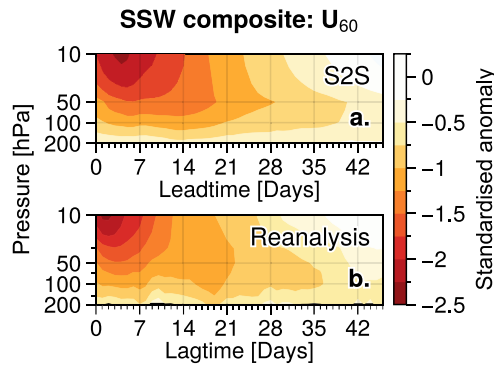 SSW composite: U60
10
50
100
200
S2S
a.
0 7 14 21 28 35 42
Leadtime [Days]
Pressure [hPa]
10
50
100
200
Reanalysis
b.
0 7 14 21 28 35 42
Lagtime [Days]
0
−0.5
−1
−1.5
−2
−2.5
Standardised anomaly